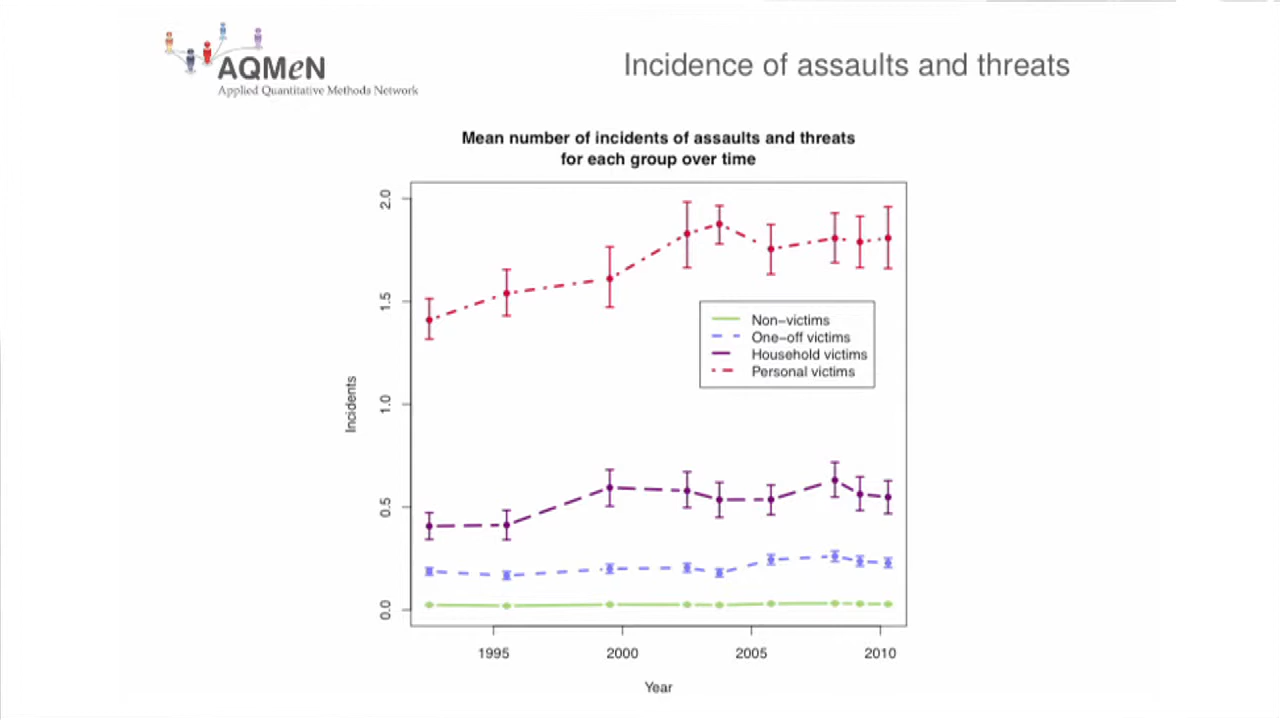 AQMeN
Applied Quantitative Methods Network
Incidence of assaults and threats
Mean number of incidents of assaults and threats
for each group over time
2.0
1.5
1.0
0.5
0.0
Incidents
Non−victims
One−off victims
Household victims
Personal victims
1995 2000 2005 2010
Year